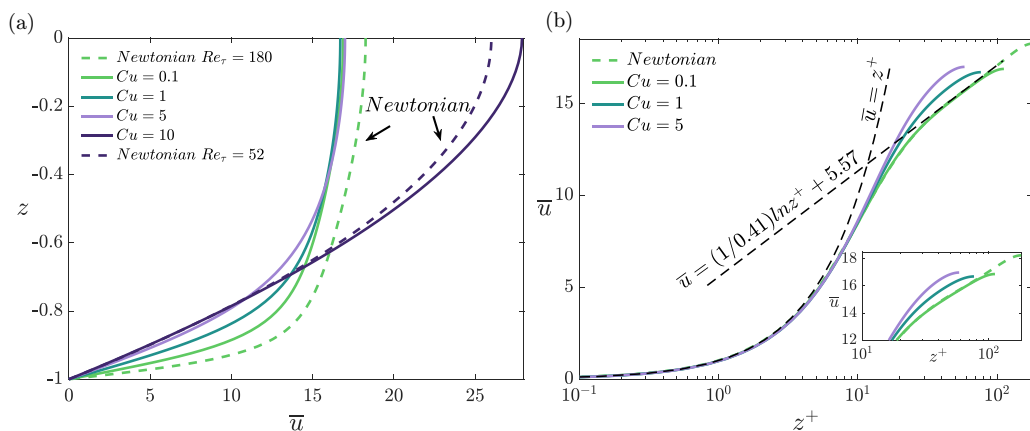 (a)
Newtonian Re_τ = 180
Cu = 0.1
Cu = 1
Cu = 5
Cu = 10
Newtonian Re_τ = 52
Newtonian
0
-0.2
-0.4
-0.6
-0.8
-1
z
0 5 10 15 20 25
u̅
(b)
Newtonian
Cu = 0.1
Cu = 1
Cu = 5
u̅ = z⁺
u̅ = (1/0.41)lnz⁺ + 5.57
15
10
5
0
u̅
10⁻¹ 10⁰ 10¹ 10²
z⁺
18
16
14
12
u̅
10¹ 10²
z⁺